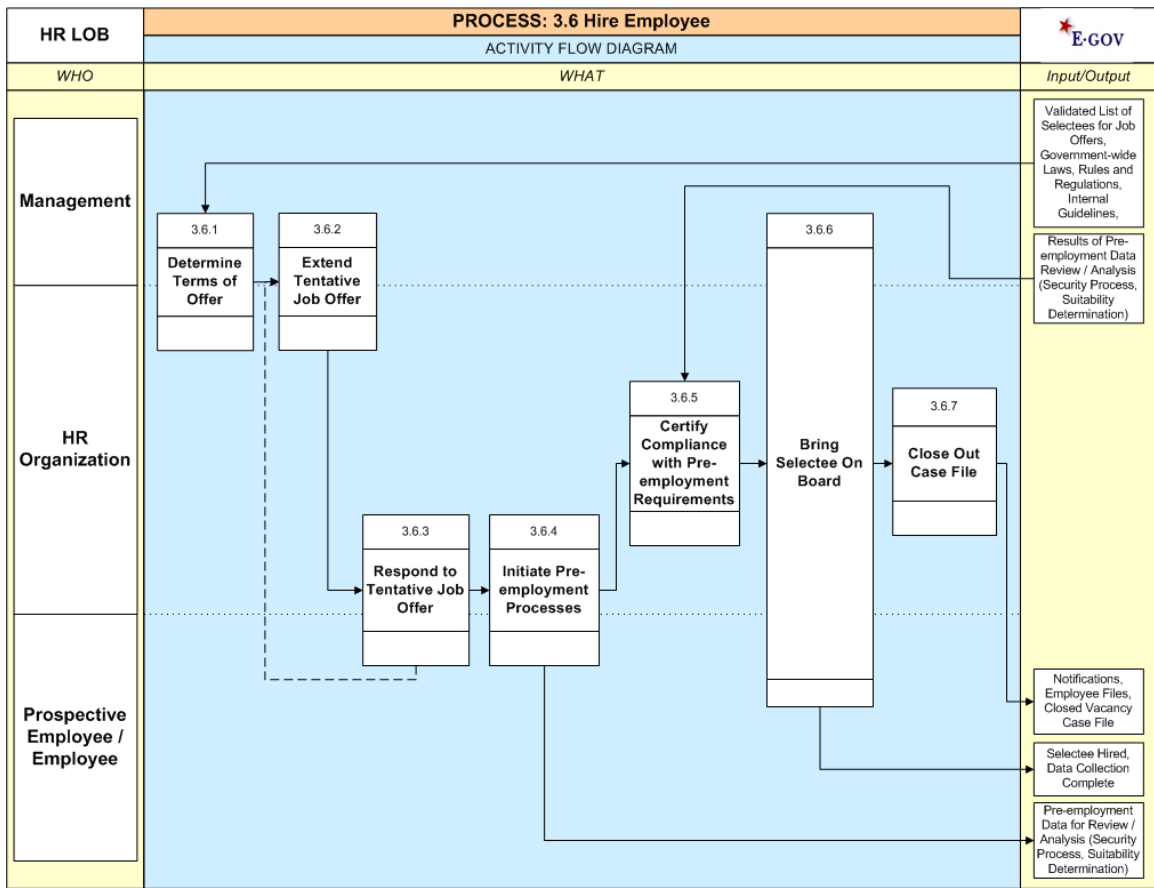 HR LOB
PROCESS: 3.6 Hire Employee
ACTIVITY FLOW DIAGRAM
E-GOV
WHO
WHAT
Input/Output
Management
HR
Organization
Prospective
Employee /
Employee
3.6.1
Determine
Terms of
Offer
3.6.2
Extend
Tentative
Job Offer
3.6.3
Respond to
Tentative Job
Offer
3.6.4
Initiate Pre-
employment
Processes
3.6.5
Certify
Compliance
with Pre-
employment
Requirements
3.6.6
Bring
Selectee On
Board
3.6.7
Close Out
Case File
Validated List of
Selectees for Job
Offers,
Government-wide
Laws, Rules and
Regulations,
Internal
Guidelines,
Results of Pre-
employment Data
Review / Analysis
(Security Process,
Suitability
Determination)
Notifications,
Employee Files,
Closed Vacancy
Case File
Selectee Hired,
Data Collection
Complete
Pre-employment
Data for Review /
Analysis (Security
Process, Suitability
Determination)